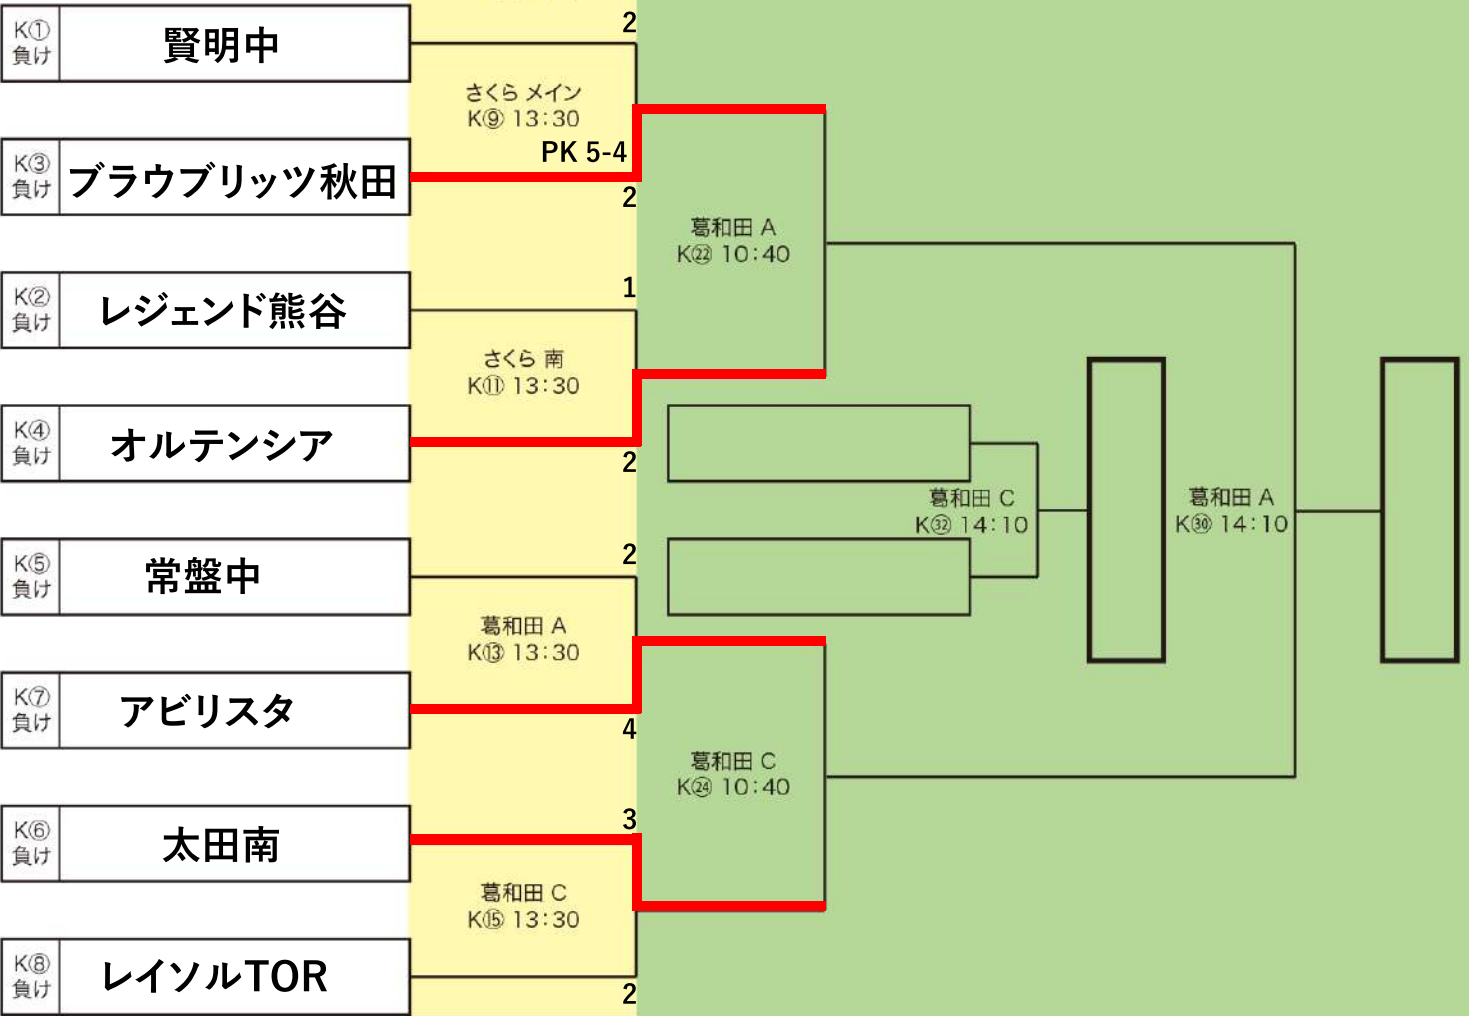 K①
負け
賢明中
2
さくら メイン
K⑨ 13:30
PK 5-4
K③
負け
ブラウブリッツ秋田
2
葛和田 A
K㉒ 10:40
K②
負け
レジェンド熊谷
1
さくら 南
K⑪ 13:30
K④
負け
オルテンシア
2
葛和田 C
K㉜ 14:10
葛和田 A
K㉚ 14:10
K⑤
負け
常盤中
2
葛和田 A
K⑬ 13:30
K⑦
負け
アビリスタ
4
葛和田 C
K㉔ 10:40
K⑥
負け
太田南
3
葛和田 C
K⑮ 13:30
K⑧
負け
レイソルTOR
2